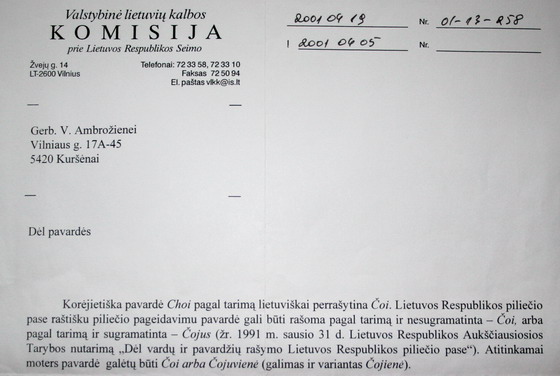 Valstybinė lietuvių kalbos
KOMISIJA
prie Lietuvos Respublikos Seimo
Žvejų g. 14
LT-2600 Vilnius
Telefonai: 72 33 58, 72 33 10
Faksas 72 50 94
El. paštas vlkk@is.lt
2001 04 19 Nr. 01-13-258
Į 2001 04 05 Nr.
Gerb. V. Ambrožienei
Vilniaus g. 17A-45
5420 Kuršėnai
Dėl pavardės
Korėjietiška pavardė Choi pagal tarimą lietuviškai perrašytina Čoi. Lietuvos Respublikos piliečio
pase raštišku piliečio pageidavimu pavardė gali būti rašoma pagal tarimą ir nesugramatinta – Čoi, arba
pagal tarimą ir sugramatinta – Čojus (žr. 1991 m. sausio 31 d. Lietuvos Respublikos Aukščiausiosios
Tarybos nutarimą „Dėl vardų ir pavardžių rašymo Lietuvos Respublikos piliečio pase"). Atitinkamai
moters pavardė galėtų būti Čoi arba Čojuvienė (galimas ir variantas Čojienė).